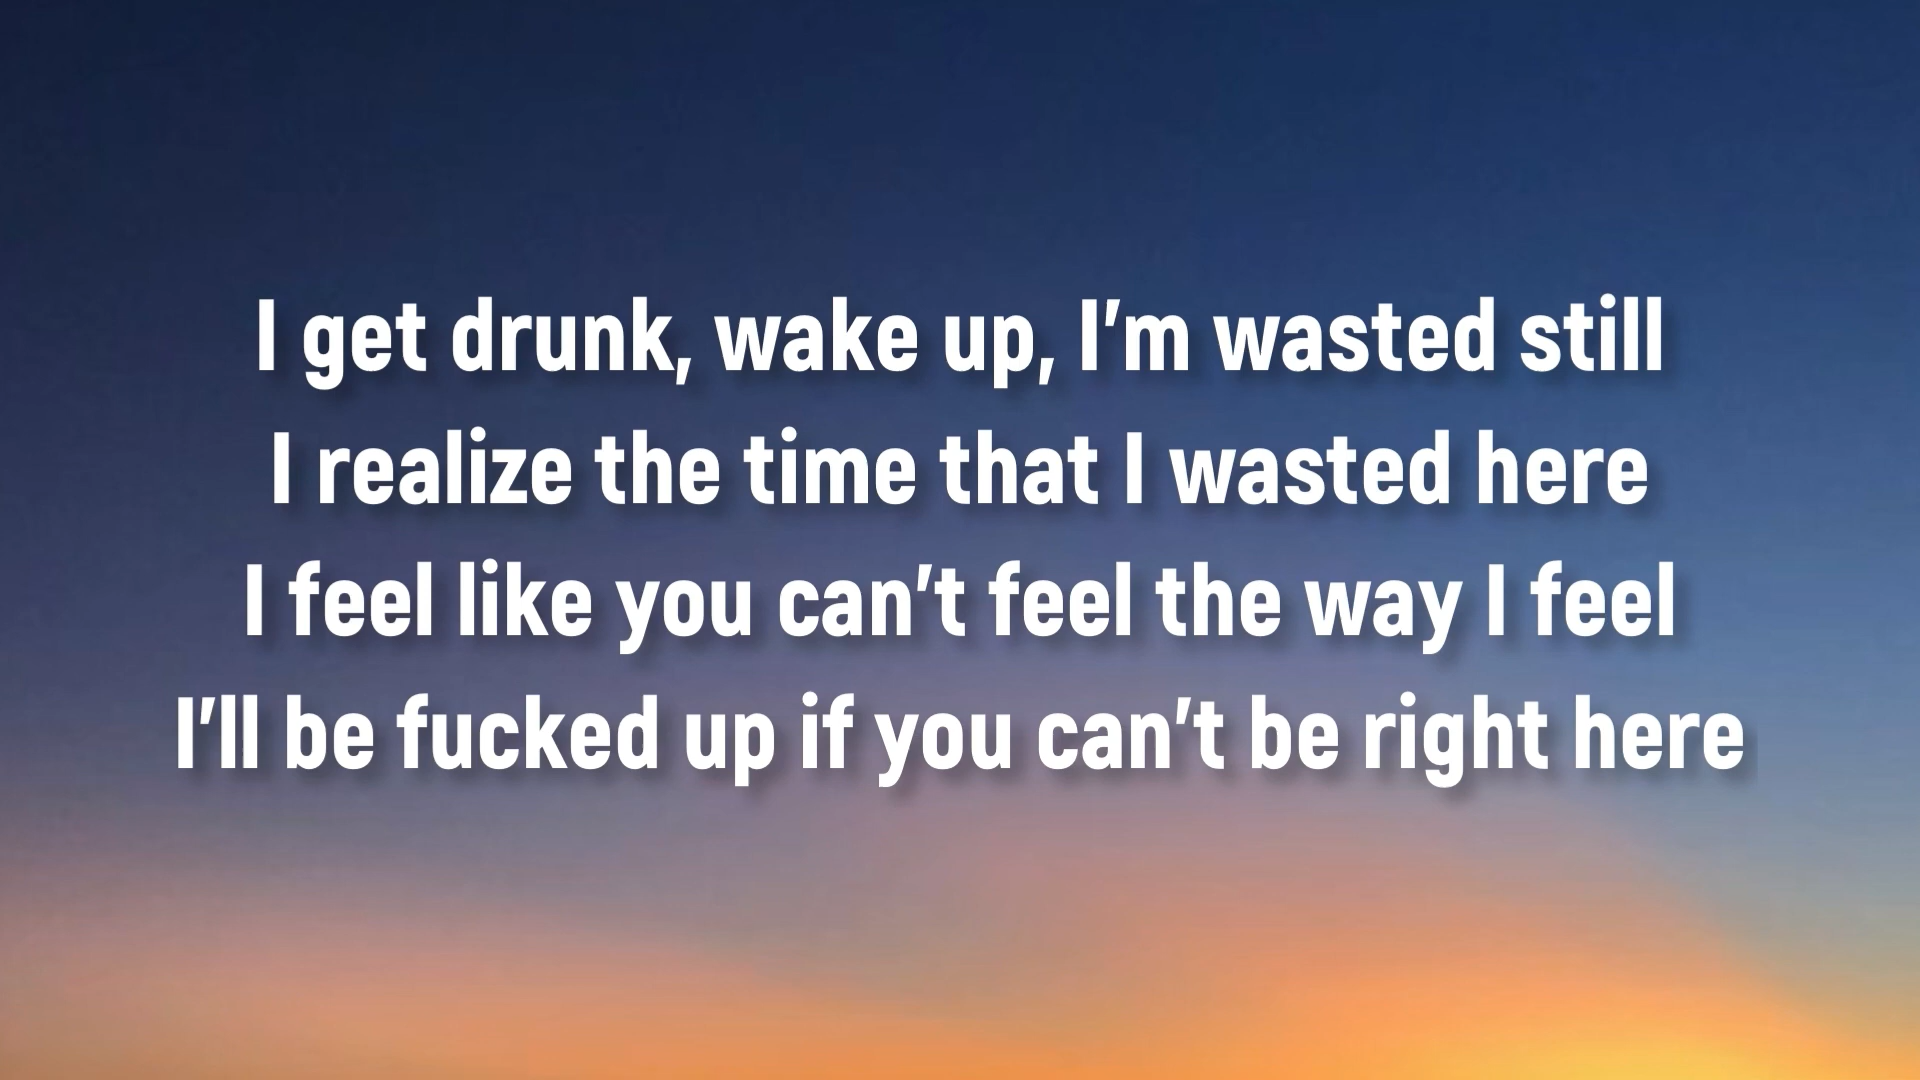 I get drunk, wake up, I'm wasted still
I realize the time that I wasted here
I feel like you can't feel the way I feel
I'll be fucked up if you can't be right here